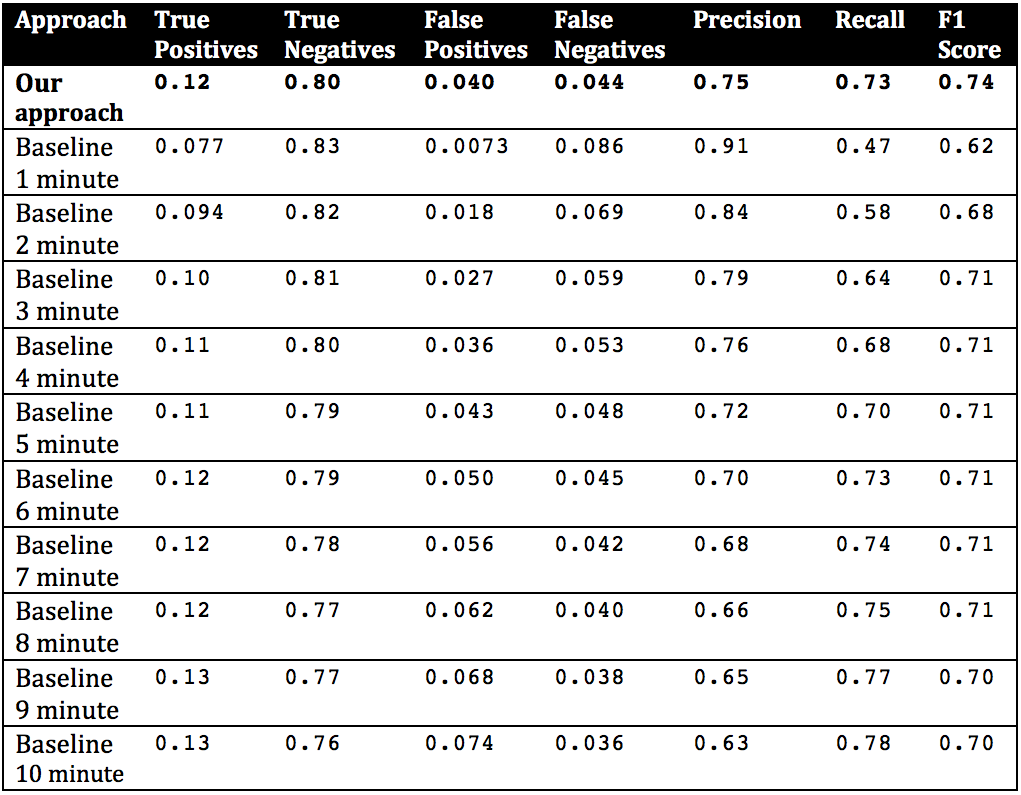 Approach True True False False Precision Recall F1
Positives Negatives Positives Negatives Score
Our 0.12 0.80 0.040 0.044 0.75 0.73 0.74
approach
Baseline 0.077 0.83 0.0073 0.086 0.91 0.47 0.62
1 minute
Baseline 0.094 0.82 0.018 0.069 0.84 0.58 0.68
2 minute
Baseline 0.10 0.81 0.027 0.059 0.79 0.64 0.71
3 minute
Baseline 0.11 0.80 0.036 0.053 0.76 0.68 0.71
4 minute
Baseline 0.11 0.79 0.043 0.048 0.72 0.70 0.71
5 minute
Baseline 0.12 0.79 0.050 0.045 0.70 0.73 0.71
6 minute
Baseline 0.12 0.78 0.056 0.042 0.68 0.74 0.71
7 minute
Baseline 0.12 0.77 0.062 0.040 0.66 0.75 0.71
8 minute
Baseline 0.13 0.77 0.068 0.038 0.65 0.77 0.70
9 minute
Baseline 0.13 0.76 0.074 0.036 0.63 0.78 0.70
10 minute